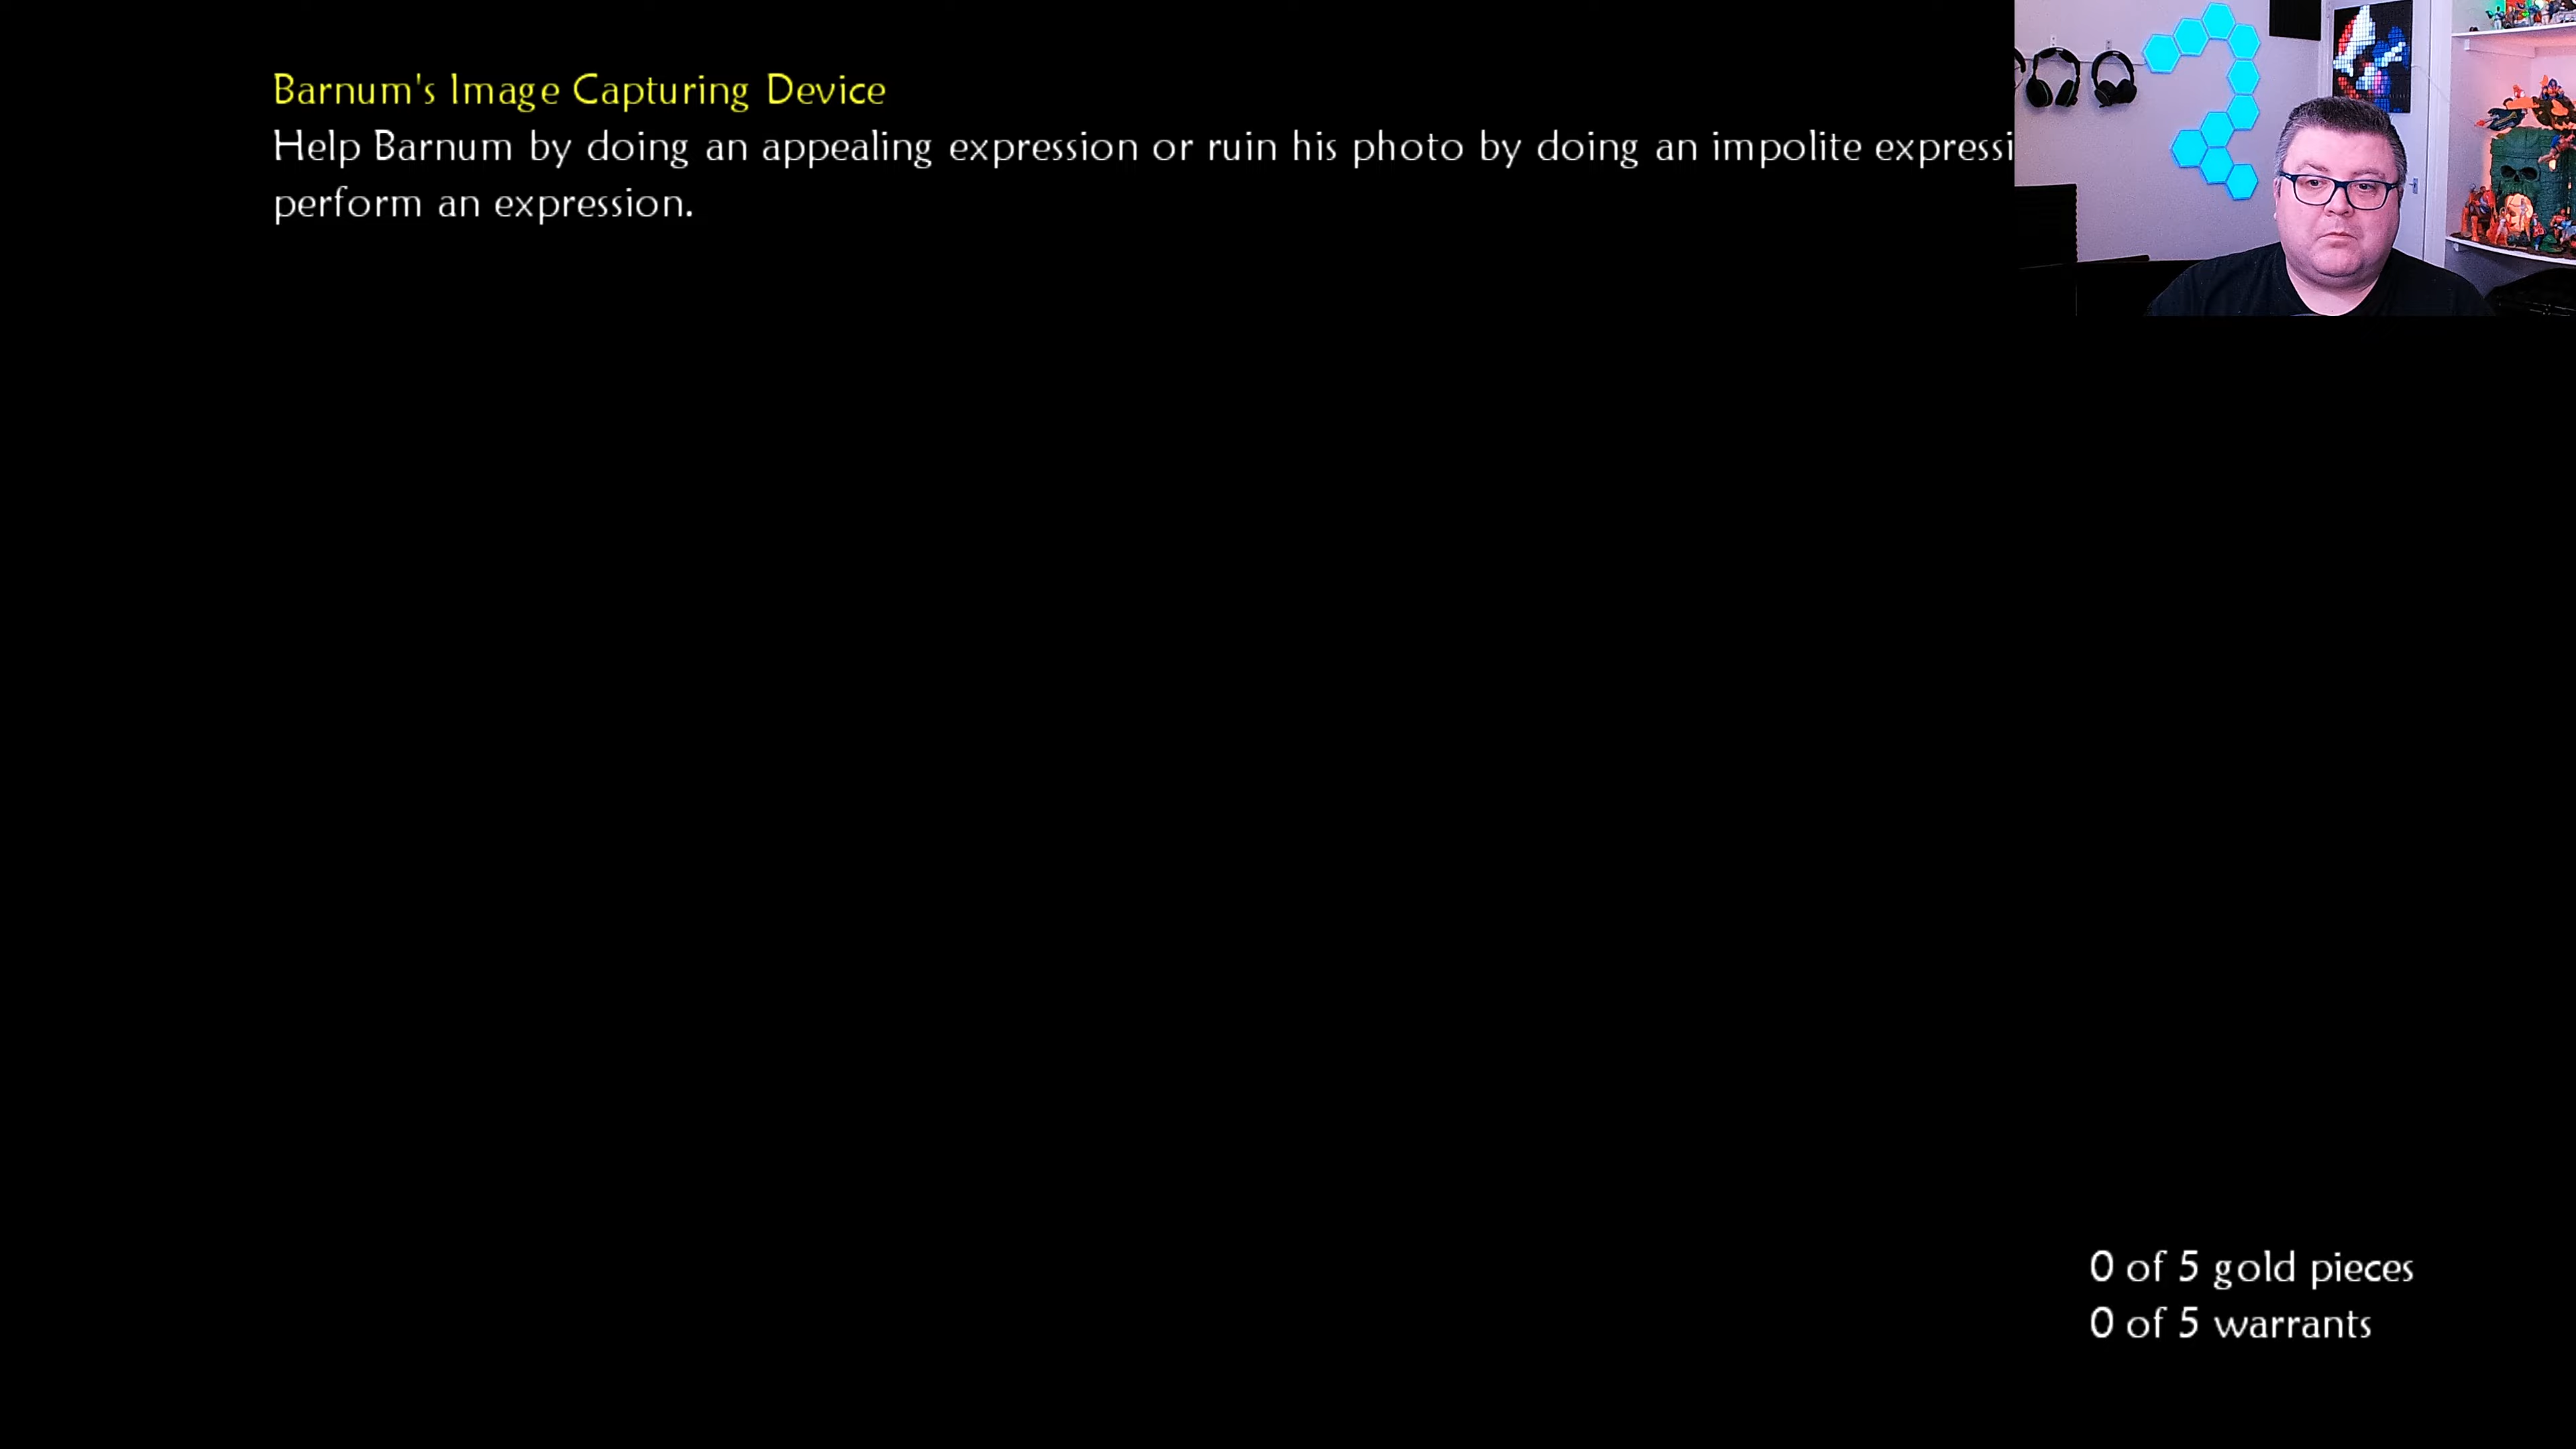 Barnum's Image Capturing Device
Help Barnum by doing an appealing expression or ruin his photo by doing an impolite expressi
perform an expression.
0 of 5 gold pieces
0 of 5 warrants